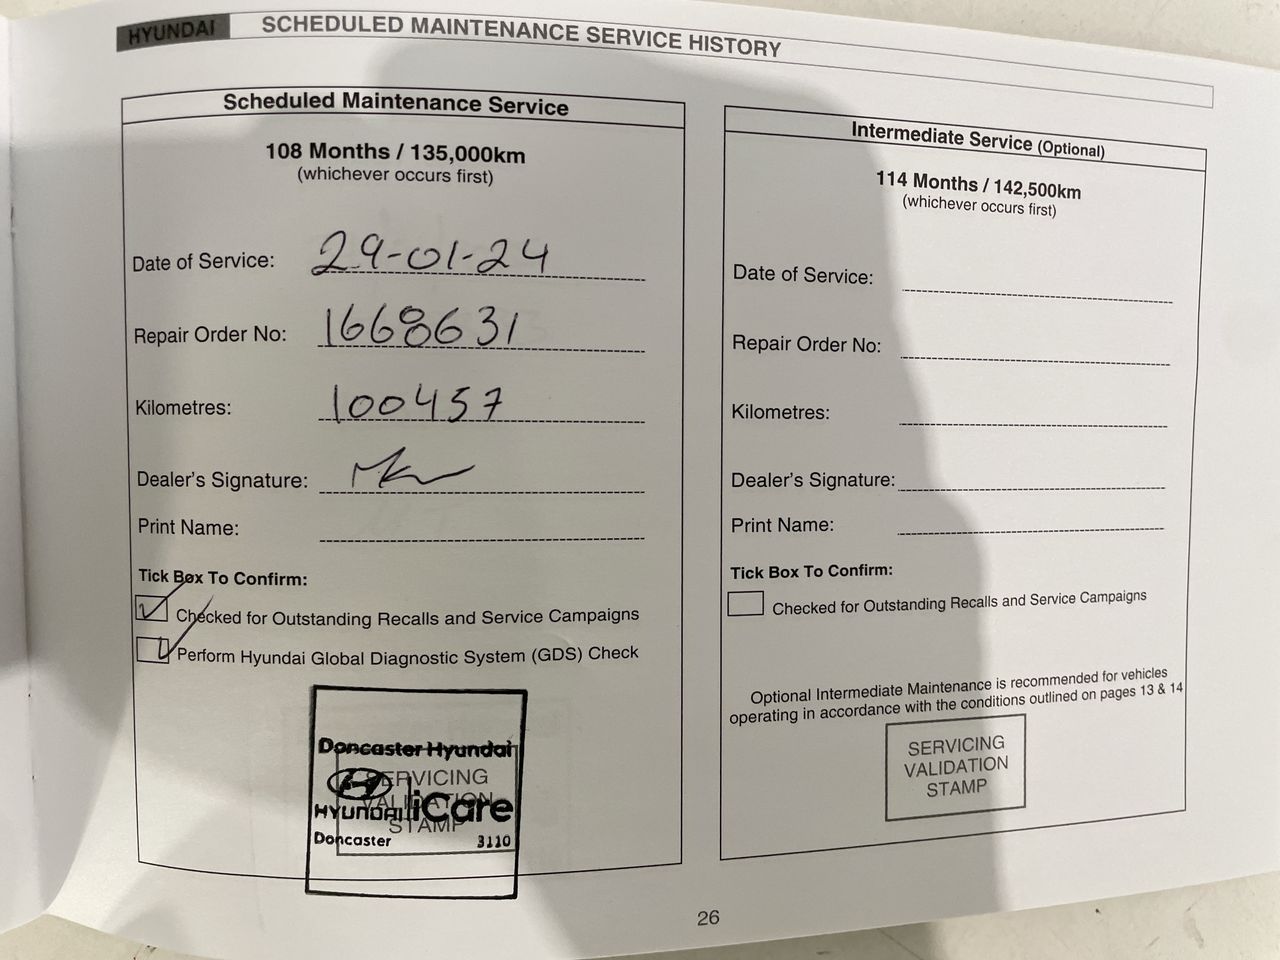 HYUNDAI
SCHEDULED MAINTENANCE SERVICE HISTORY
Scheduled Maintenance Service
108 Months / 135,000km
(whichever occurs first)
Date of Service: 29-01-24
Repair Order No: 1668631
Kilometres: 100457
Dealer's Signature:
Print Name:
Tick Box To Confirm:
Checked for Outstanding Recalls and Service Campaigns
Perform Hyundai Global Diagnostic System (GDS) Check
Doncaster Hyundai
SERVICING
VALIDATION
STAMP
HYUNDAI iCare
Doncaster 3110
Intermediate Service (Optional)
114 Months / 142,500km
(whichever occurs first)
Date of Service:
Repair Order No:
Kilometres:
Dealer's Signature:
Print Name:
Tick Box To Confirm:
Checked for Outstanding Recalls and Service Campaigns
Optional Intermediate Maintenance is recommended for vehicles
operating in accordance with the conditions outlined on pages 13 & 14
SERVICING
VALIDATION
STAMP
26